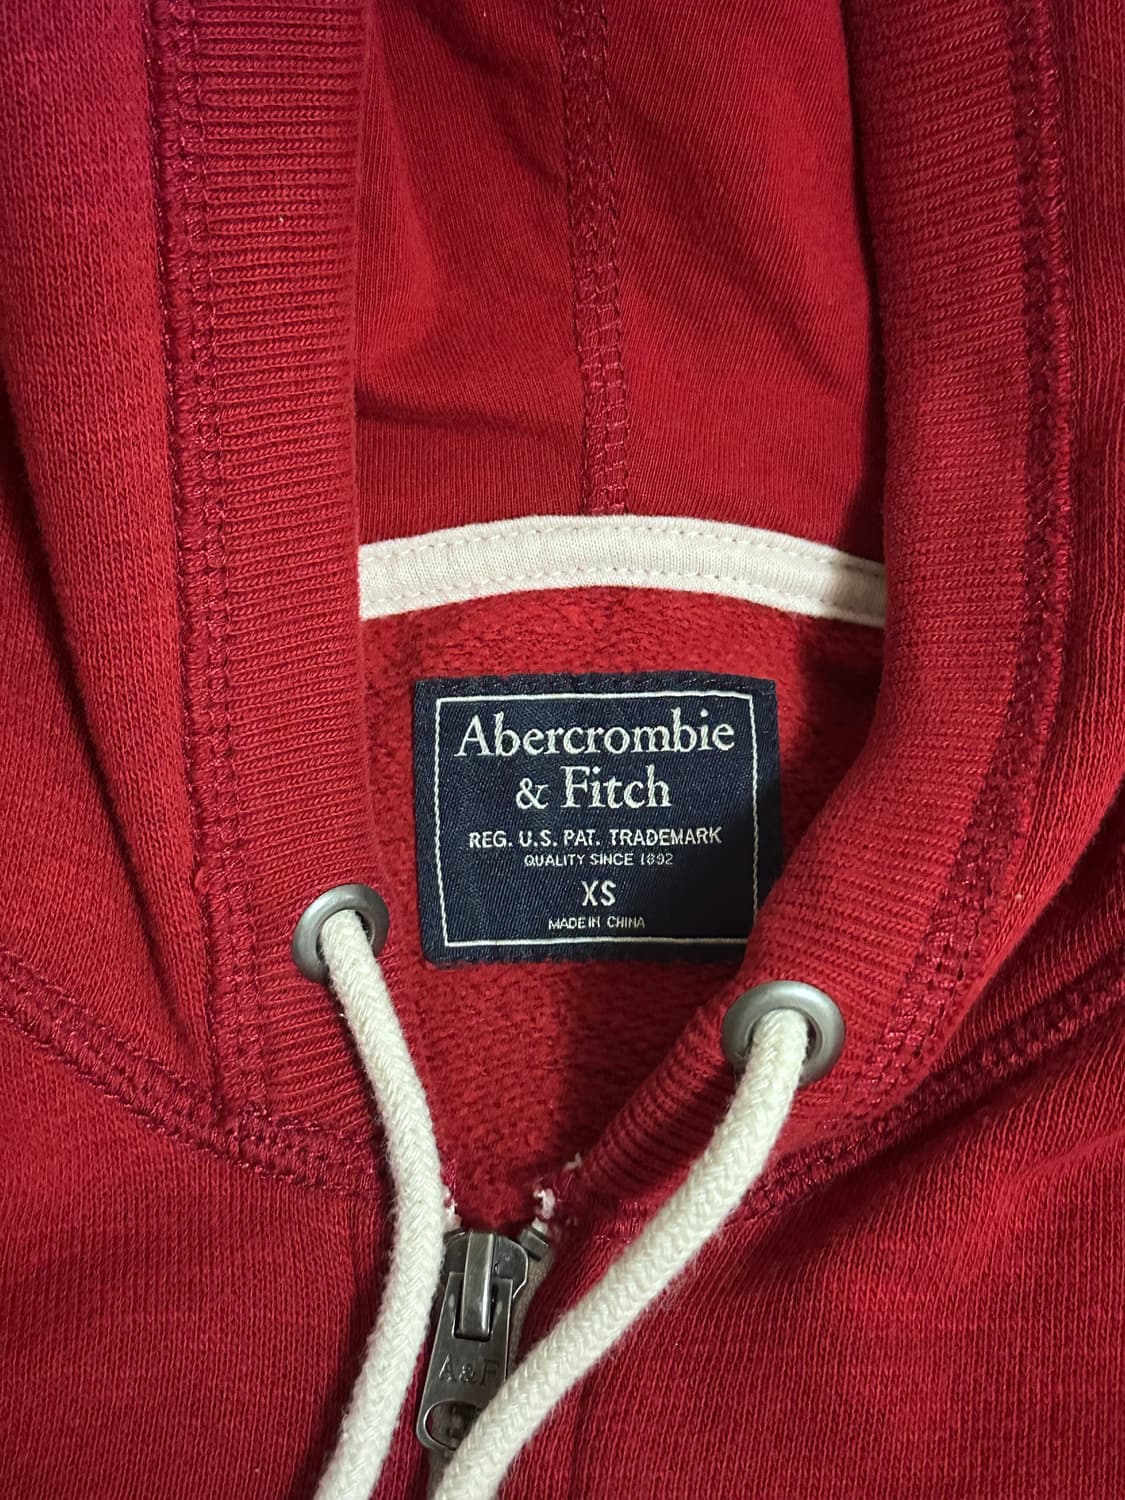 Abercrombie
& Fitch
REG. U.S. PAT. TRADEMARK
QUALITY SINCE 1892
XS
MADE IN CHINA
A & F